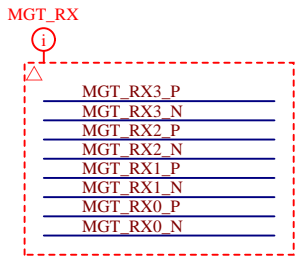 MGT_RX
i
MGT_RX3_P
MGT_RX3_N
MGT_RX2_P
MGT_RX2_N
MGT_RX1_P
MGT_RX1_N
MGT_RX0_P
MGT_RX0_N